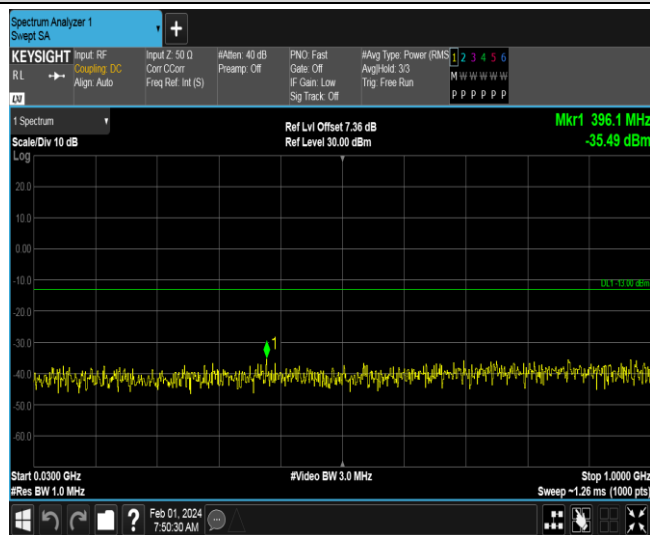 Spectrum Analyzer 1
Swept SA
+
KEYSIGHT
RL
LXI
Input: RF
Coupling: DC
Align: Auto
Input Z: 50 Ω
Corr CCorr
Freq Ref: Int (S)
#Atten: 40 dB
Preamp: Off
PNO: Fast
Gate: Off
IF Gain: Low
Sig Track: Off
#Avg Type: Power (RMS
Avg|Hold: 3/3
Trig: Free Run
1 2 3 4 5 6
M W W W W W
P P P P P P
1 Spectrum
Scale/Div 10 dB
Log
Ref Lvl Offset 7.36 dB
Ref Level 30.00 dBm
Mkr1 396.1 MHz
-35.49 dBm
20.0
10.0
0.00
-10.0
DL1 -13.00 dBm
-20.0
-30.0
1
-40.0
-50.0
-60.0
Start 0.0300 GHz
#Res BW 1.0 MHz
#Video BW 3.0 MHz
Stop 1.0000 GHz
Sweep ~1.26 ms (1000 pts)
?
Feb 01, 2024
7:50:30 AM